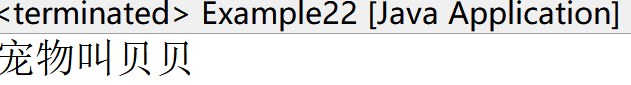 <terminated> Example22 [Java Application]
宠物叫贝贝